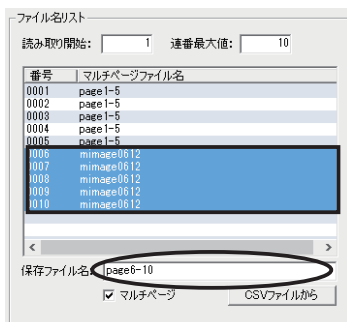 ファイル名リスト
読み取り開始: 1 連番最大値: 10
番号 マルチページファイル名
0001 page1-5
0002 page1-5
0003 page1-5
0004 page1-5
0005 page1-5
0006 mimage0612
0007 mimage0612
0008 mimage0612
0009 mimage0612
0010 mimage0612
保存ファイル名: page6-10
マルチページ CSVファイルから